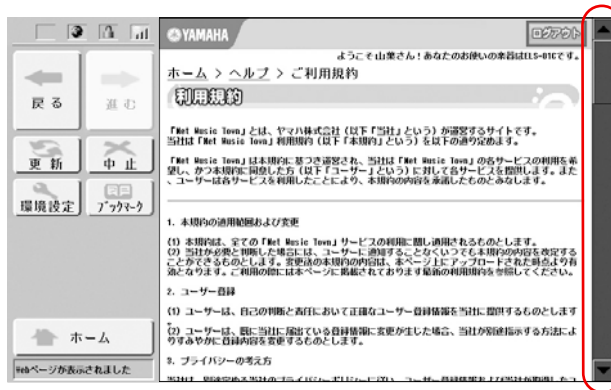 YAMAHA
ログアウト
ようこそ山葉さん！あなたのお使いの楽器はELS-01Cです。
ホーム > ヘルプ > ご利用規約
利用規約
「Net Music Town」とは、ヤマハ株式会社（以下「当社」という）が運営するサイトです。
当社は「Net Music Town」利用規約（以下「本規約」という）を以下の通り定めます。
「Net Music Town」は本規約に基づき運営され、当社は「Net Music Town」の各サービスの利用を希
望し、かつ本規約に同意した方（以下「ユーザー」という）に対して各サービスを提供します。また
、ユーザーは各サービスを利用したことにより、本規約の内容を承諾したものとみなします。
1. 本規約の適用範囲および変更
(1) 本規約は、全ての「Net Music Town」サービスの利用に関し適用されるものとします。
(2) 当社が必要と判断した場合には、ユーザーに通知することなくいつでも本規約の内容を改定する
ことができるものとします。変更後の本規約の内容は、本ページ上にアップロードされた時点より有
効となります。ご利用の際には本ページに掲載されております最新の利用規約を参照してください。
2. ユーザー登録
(1) ユーザーは、自己の判断と責任において正確なユーザー登録情報を当社に提供するものとします
。
(2) ユーザーは、既に当社に届出ている登録情報に変更が生じた場合、当社が別途指示する方法によ
りすみやかに登録内容を変更するものとします。
3. プライバシーの考え方
戻る
進む
更新
中止
環境設定
ブックマーク
ホーム
Webページが表示されました